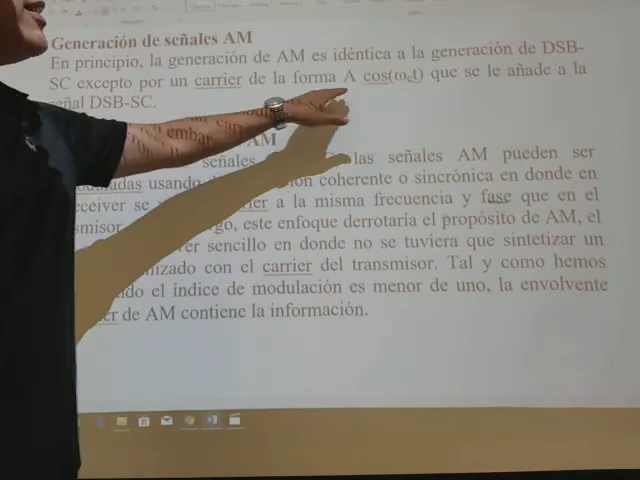 Generación de señales AM
En principio, la generación de AM es idéntica a la generación de DSB-
SC excepto por un carrier de la forma A cos(ωct) que se le añade a la
señal DSB-SC.
AM
señales las señales AM pueden ser
usando coherente o sincrónica en donde en
se a la misma frecuencia y fase que en el
este enfoque derrotaría el propósito de AM, el
sencillo en donde no se tuviera que sintetizar un
con el carrier del transmisor. Tal y como hemos
el índice de modulación es menor de uno, la envolvente
de AM contiene la información.